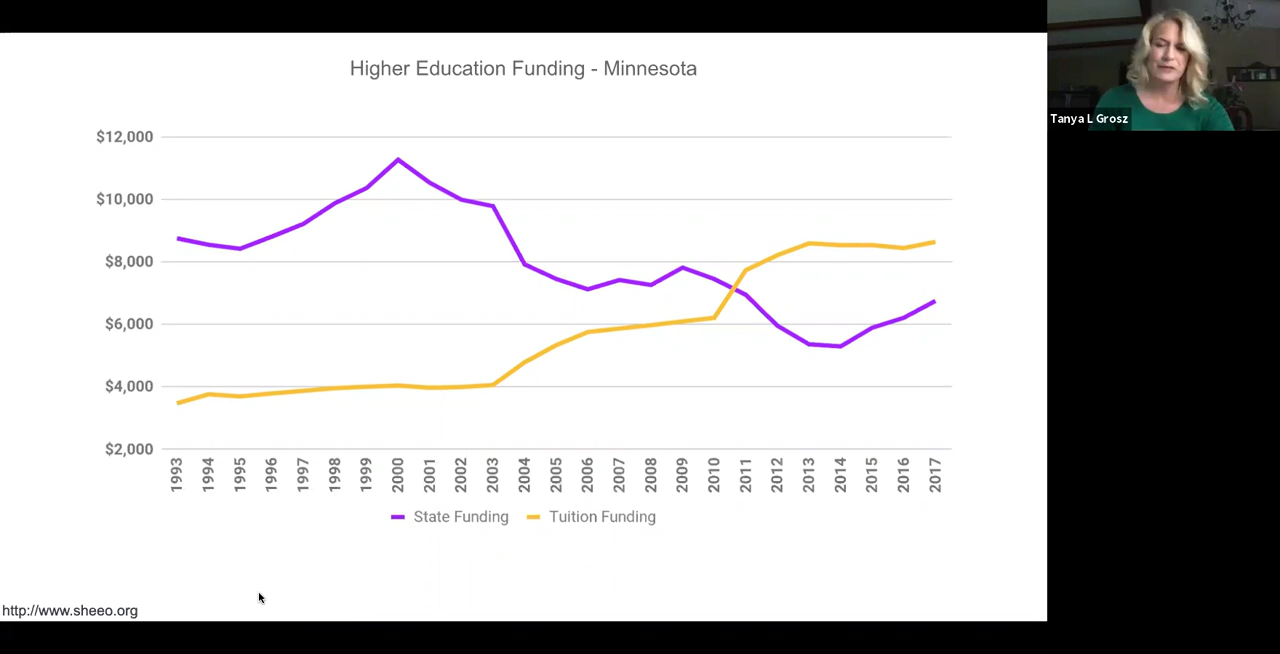 Higher Education Funding - Minnesota
Tanya L Grosz
$12,000
$10,000
$8,000
$6,000
$4,000
$2,000
1993 1994 1995 1996 1997 1998 1999 2000 2001 2002 2003 2004 2005 2006 2007 2008 2009 2010 2011 2012 2013 2014 2015 2016 2017
State Funding Tuition Funding
http://www.sheeo.org